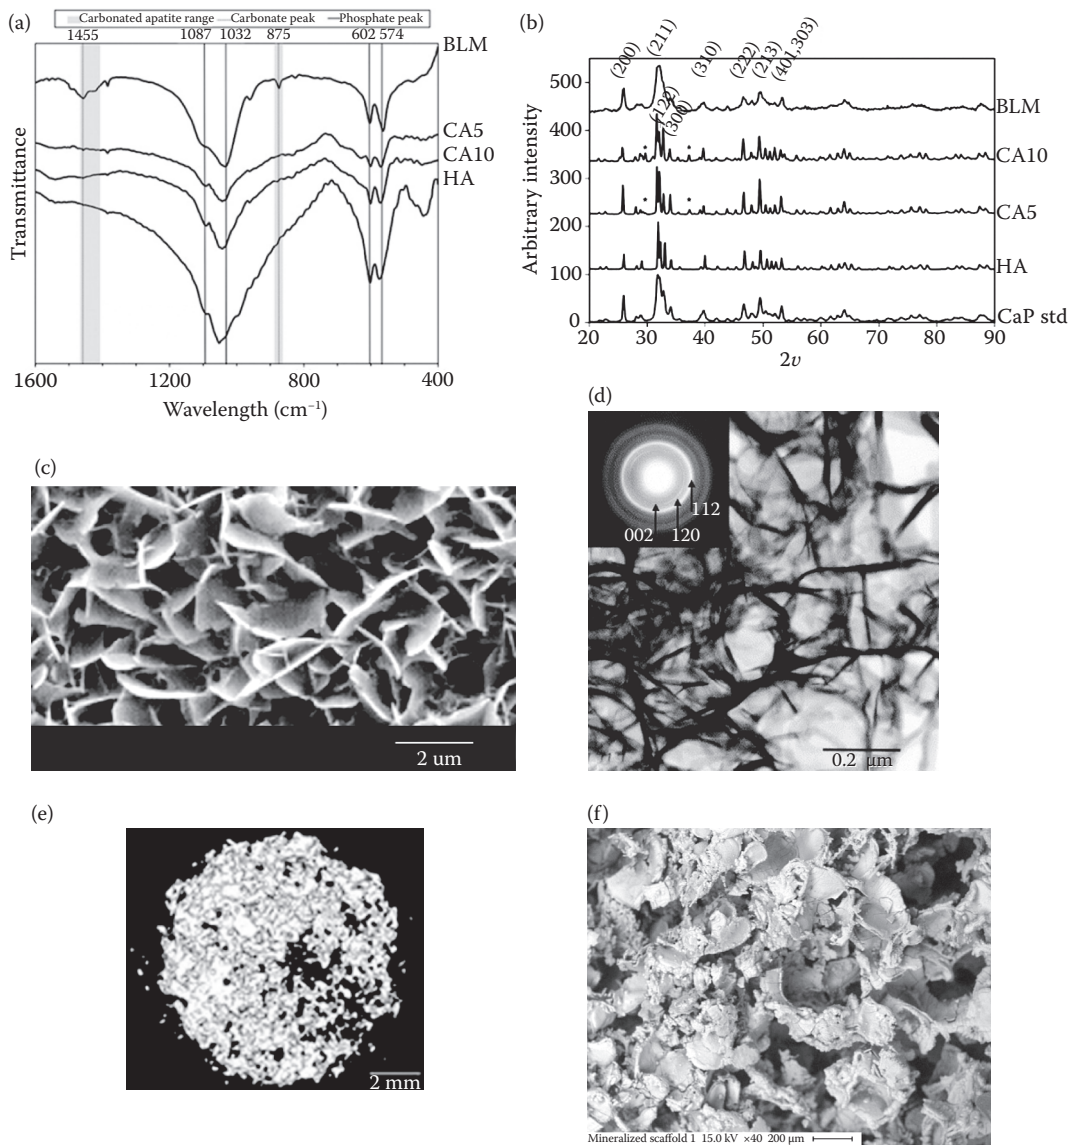 (a)
Carbonated apatite range Carbonate peak Phosphate peak
1455 1087 1032 875 602 574
BLM
CA5
CA10
HA
Transmittance
1600 1200 800 400
Wavelength (cm⁻¹)
(b)
(200) (211) (310) (222) (213) (401,303)
(122)
(300)
500
400
300
200
100
0
BLM
CA10
CA5
HA
CaP std
Arbitrary intensity
20 30 40 50 60 70 80 90
2v
(c)
2 um
(d)
002 120 112
0.2 µm
(e)
2 mm
(f)
Mineralized scaffold 1 15.0 kV ×40 200 µm